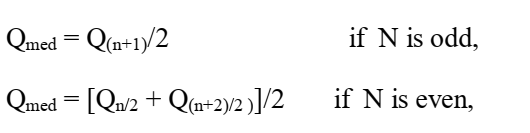 Qmed = Q(n+1)/2 if N is odd,
Qmed = [Qn/2 + Q(n+2)/2 )]/2 if N is even,